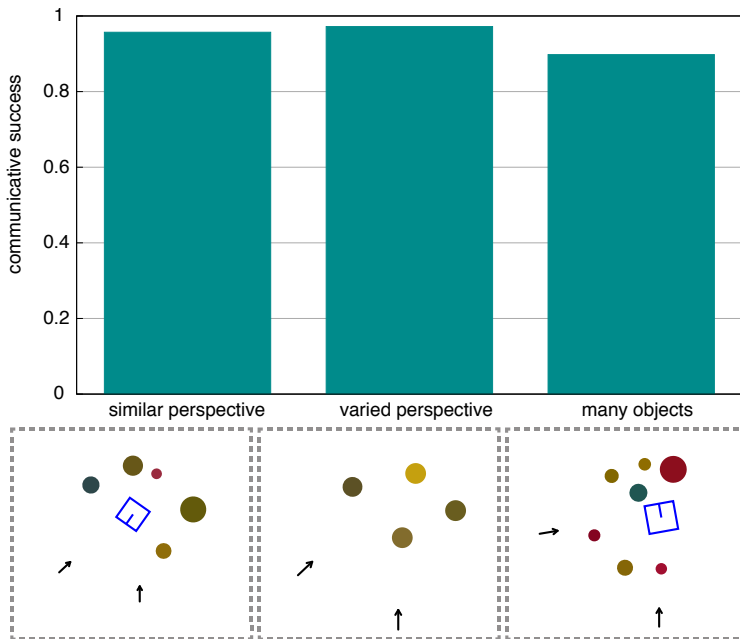 1
0.8
0.6
0.4
0.2
0
communicative success
similar perspective
varied perspective
many objects